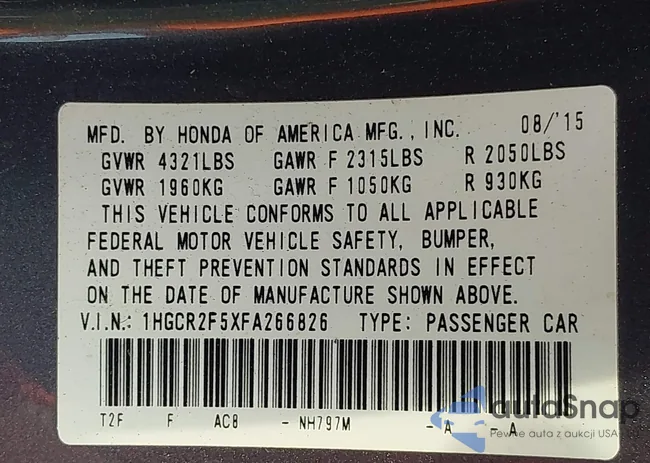 MFD. BY HONDA OF AMERICA MFG., INC. 08/'15
GVWR 4321LBS GAWR F 2315LBS R 2050LBS
GVWR 1960KG GAWR F 1050KG R 930KG
THIS VEHICLE CONFORMS TO ALL APPLICABLE
FEDERAL MOTOR VEHICLE SAFETY, BUMPER,
AND THEFT PREVENTION STANDARDS IN EFFECT
ON THE DATE OF MANUFACTURE SHOWN ABOVE.
V.I.N.: 1HGCR2F5XFA266826 TYPE: PASSENGER CAR
T2F F AC8 - NH797M - A - A
autoSnap
Pewne auta z aukcji USA i CA